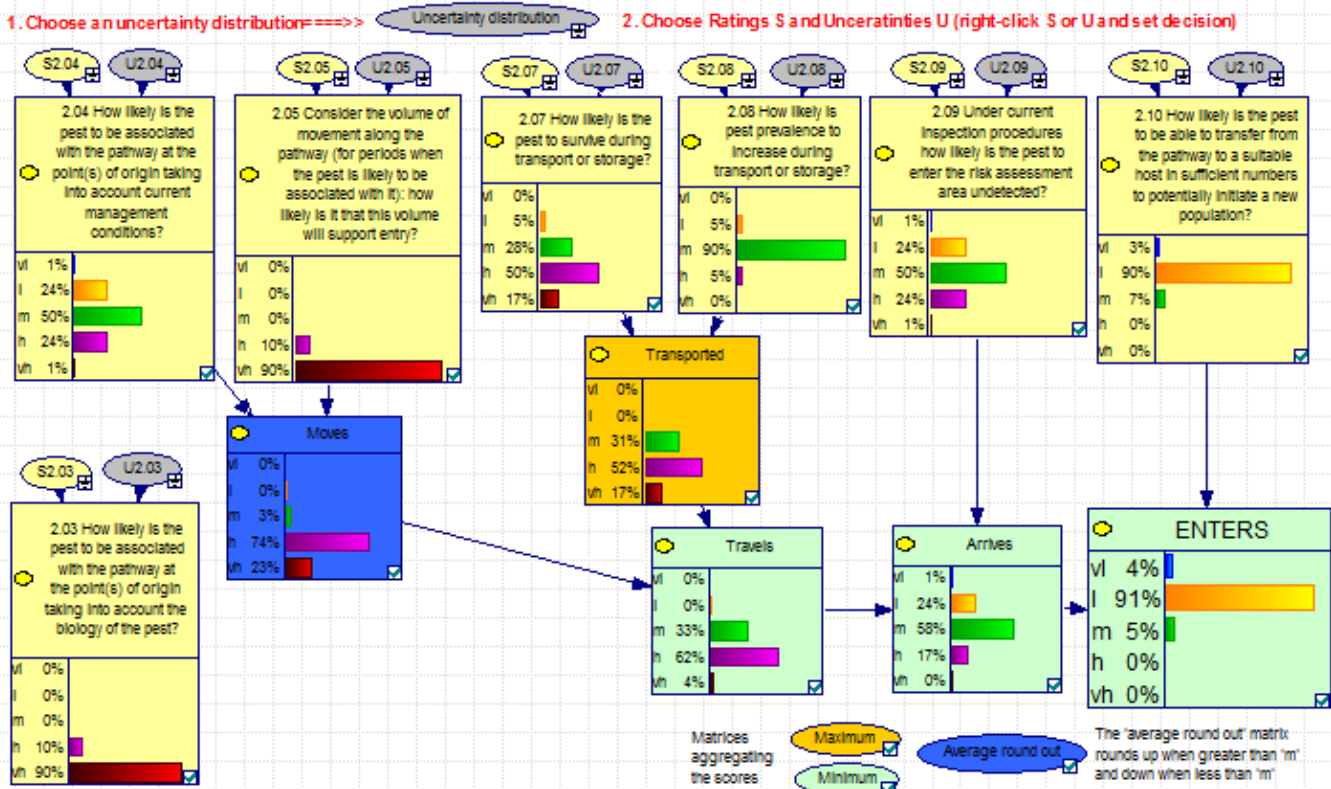 1. Choose an uncertainty distribution====>>
Uncertainty distribution
2. Choose Ratings S and Unceratinties U (right-click S or U and set decision)
S2.04
U2.04
2.04 How likely is the
pest to be associated
with the pathway at the
point(s) of origin taking
into account current
management
conditions?
vl 1%
l 24%
m 50%
h 24%
vh 1%
S2.05
U2.05
2.05 Consider the volume of
movement along the
pathway (for periods when
the pest is likely to be
associated with it): how
likely is it that this volume
will support entry?
vl 0%
l 0%
m 0%
h 10%
vh 90%
S2.07
U2.07
2.07 How likely is the
pest to survive during
transport or storage?
vl 0%
l 5%
m 28%
h 50%
vh 17%
S2.08
U2.08
2.08 How likely is
pest prevalence to
increase during
transport or storage?
vl 0%
l 5%
m 90%
h 5%
vh 0%
S2.09
U2.09
2.09 Under current
inspection procedures
how likely is the pest to
enter the risk assessment
area undetected?
vl 1%
l 24%
m 50%
h 24%
vh 1%
S2.10
U2.10
2.10 How likely is the pest
to be able to transfer from
the pathway to a suitable
host in sufficient numbers
to potentially initiate a new
population?
vl 3%
l 90%
m 7%
h 0%
vh 0%
Transported
vl 0%
l 0%
m 31%
h 52%
vh 17%
Moves
vl 0%
l 0%
m 3%
h 74%
vh 23%
S2.03
U2.03
2.03 How likely is the
pest to be associated
with the pathway at
the point(s) of origin
taking into account the
biology of the pest?
vl 0%
l 0%
m 0%
h 10%
vh 90%
Travels
vl 0%
l 0%
m 33%
h 62%
vh 4%
Arrives
vl 1%
l 24%
m 58%
h 17%
vh 0%
ENTERS
vl 4%
l 91%
m 5%
h 0%
vh 0%
Matrices
aggregating
the scores
Maximum
Minimum
Average round out
The 'average round out' matrix
rounds up when greater than 'm'
and down when less than 'm'